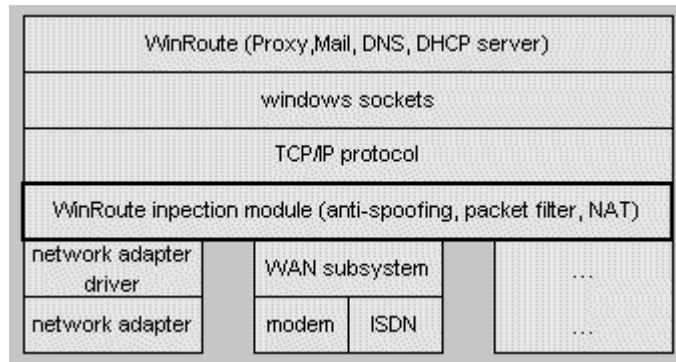 WinRoute (Proxy,Mail, DNS, DHCP server)
windows sockets
TCP/IP protocol
WinRoute inpection module (anti-spoofing, packet filter, NAT)
network adapter
driver
WAN subsystem
...
network adapter
modem
ISDN
...